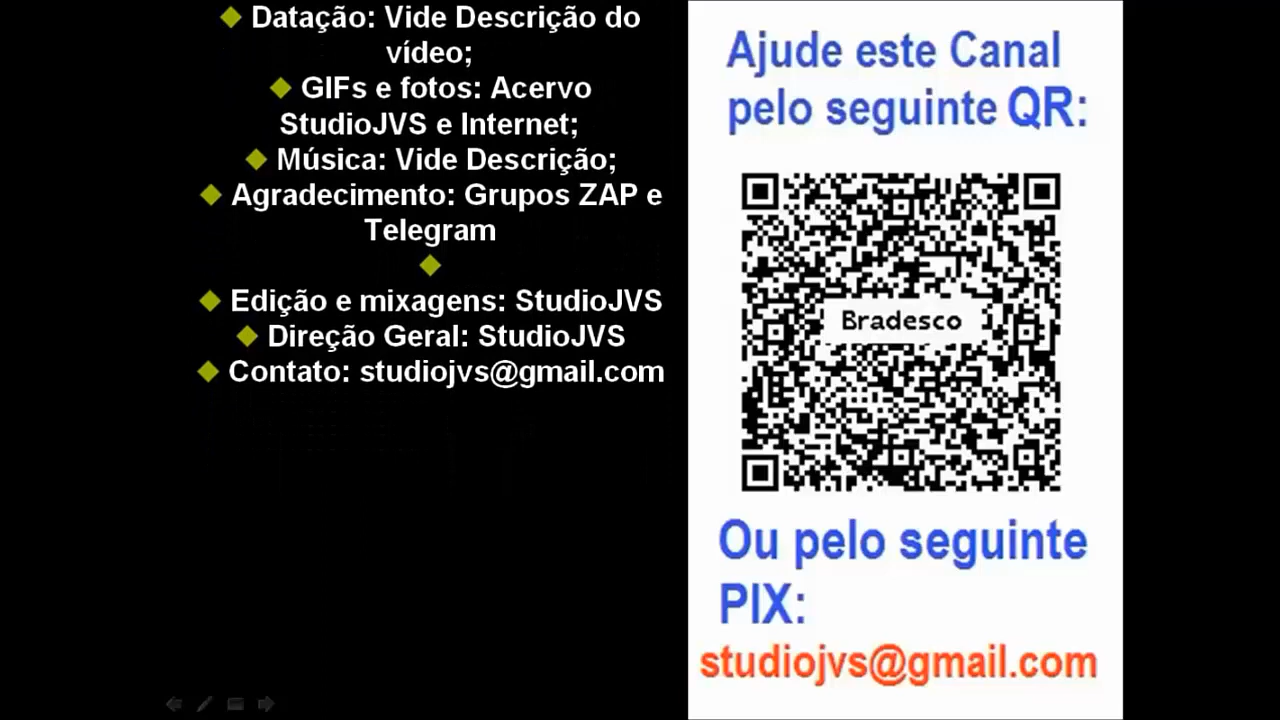 Datação: Vide Descrição do
vídeo;
GIFs e fotos: Acervo
StudioJVS e Internet;
Música: Vide Descrição;
Agradecimento: Grupos ZAP e
Telegram
Edição e mixagens: StudioJVS
Direção Geral: StudioJVS
Contato: studiojvs@gmail.com
Ajude este Canal
pelo seguinte QR:
Bradesco
Ou pelo seguinte
PIX:
studiojvs@gmail.com